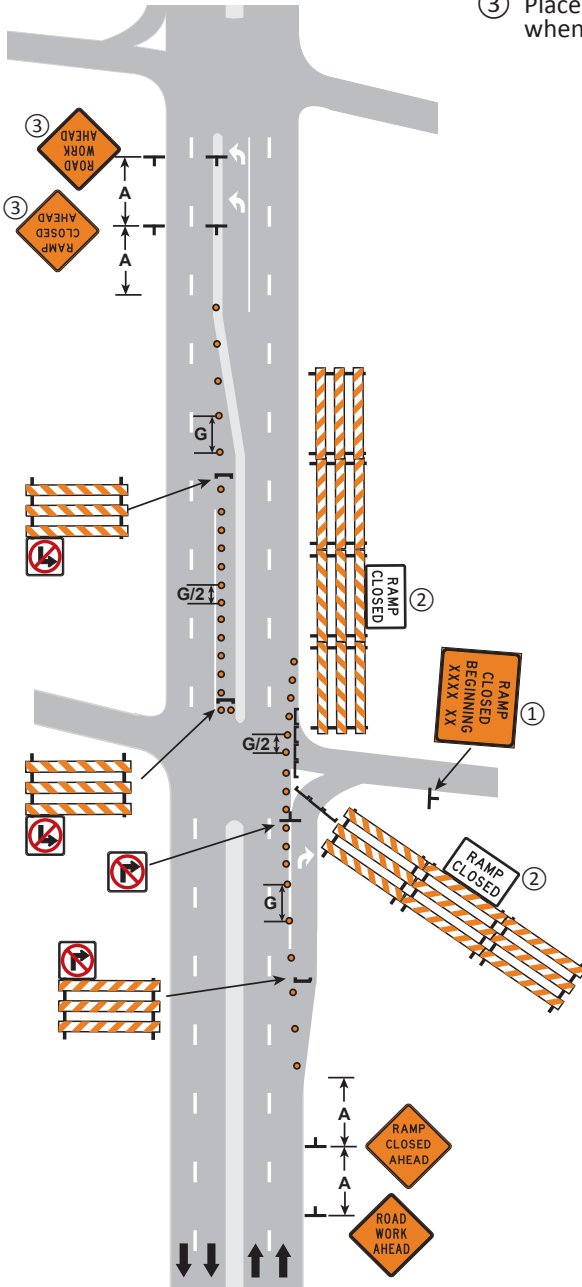 ③ Place
when
③
ROAD
WORK
AHEAD
A
③
RAMP
CLOSED
AHEAD
A
G
RAMP
CLOSED
②
G/2
RAMP
CLOSED
BEGINNING
XXXX XX
①
G/2
RAMP
CLOSED
②
G
A
RAMP
CLOSED
AHEAD
A
ROAD
WORK
AHEAD